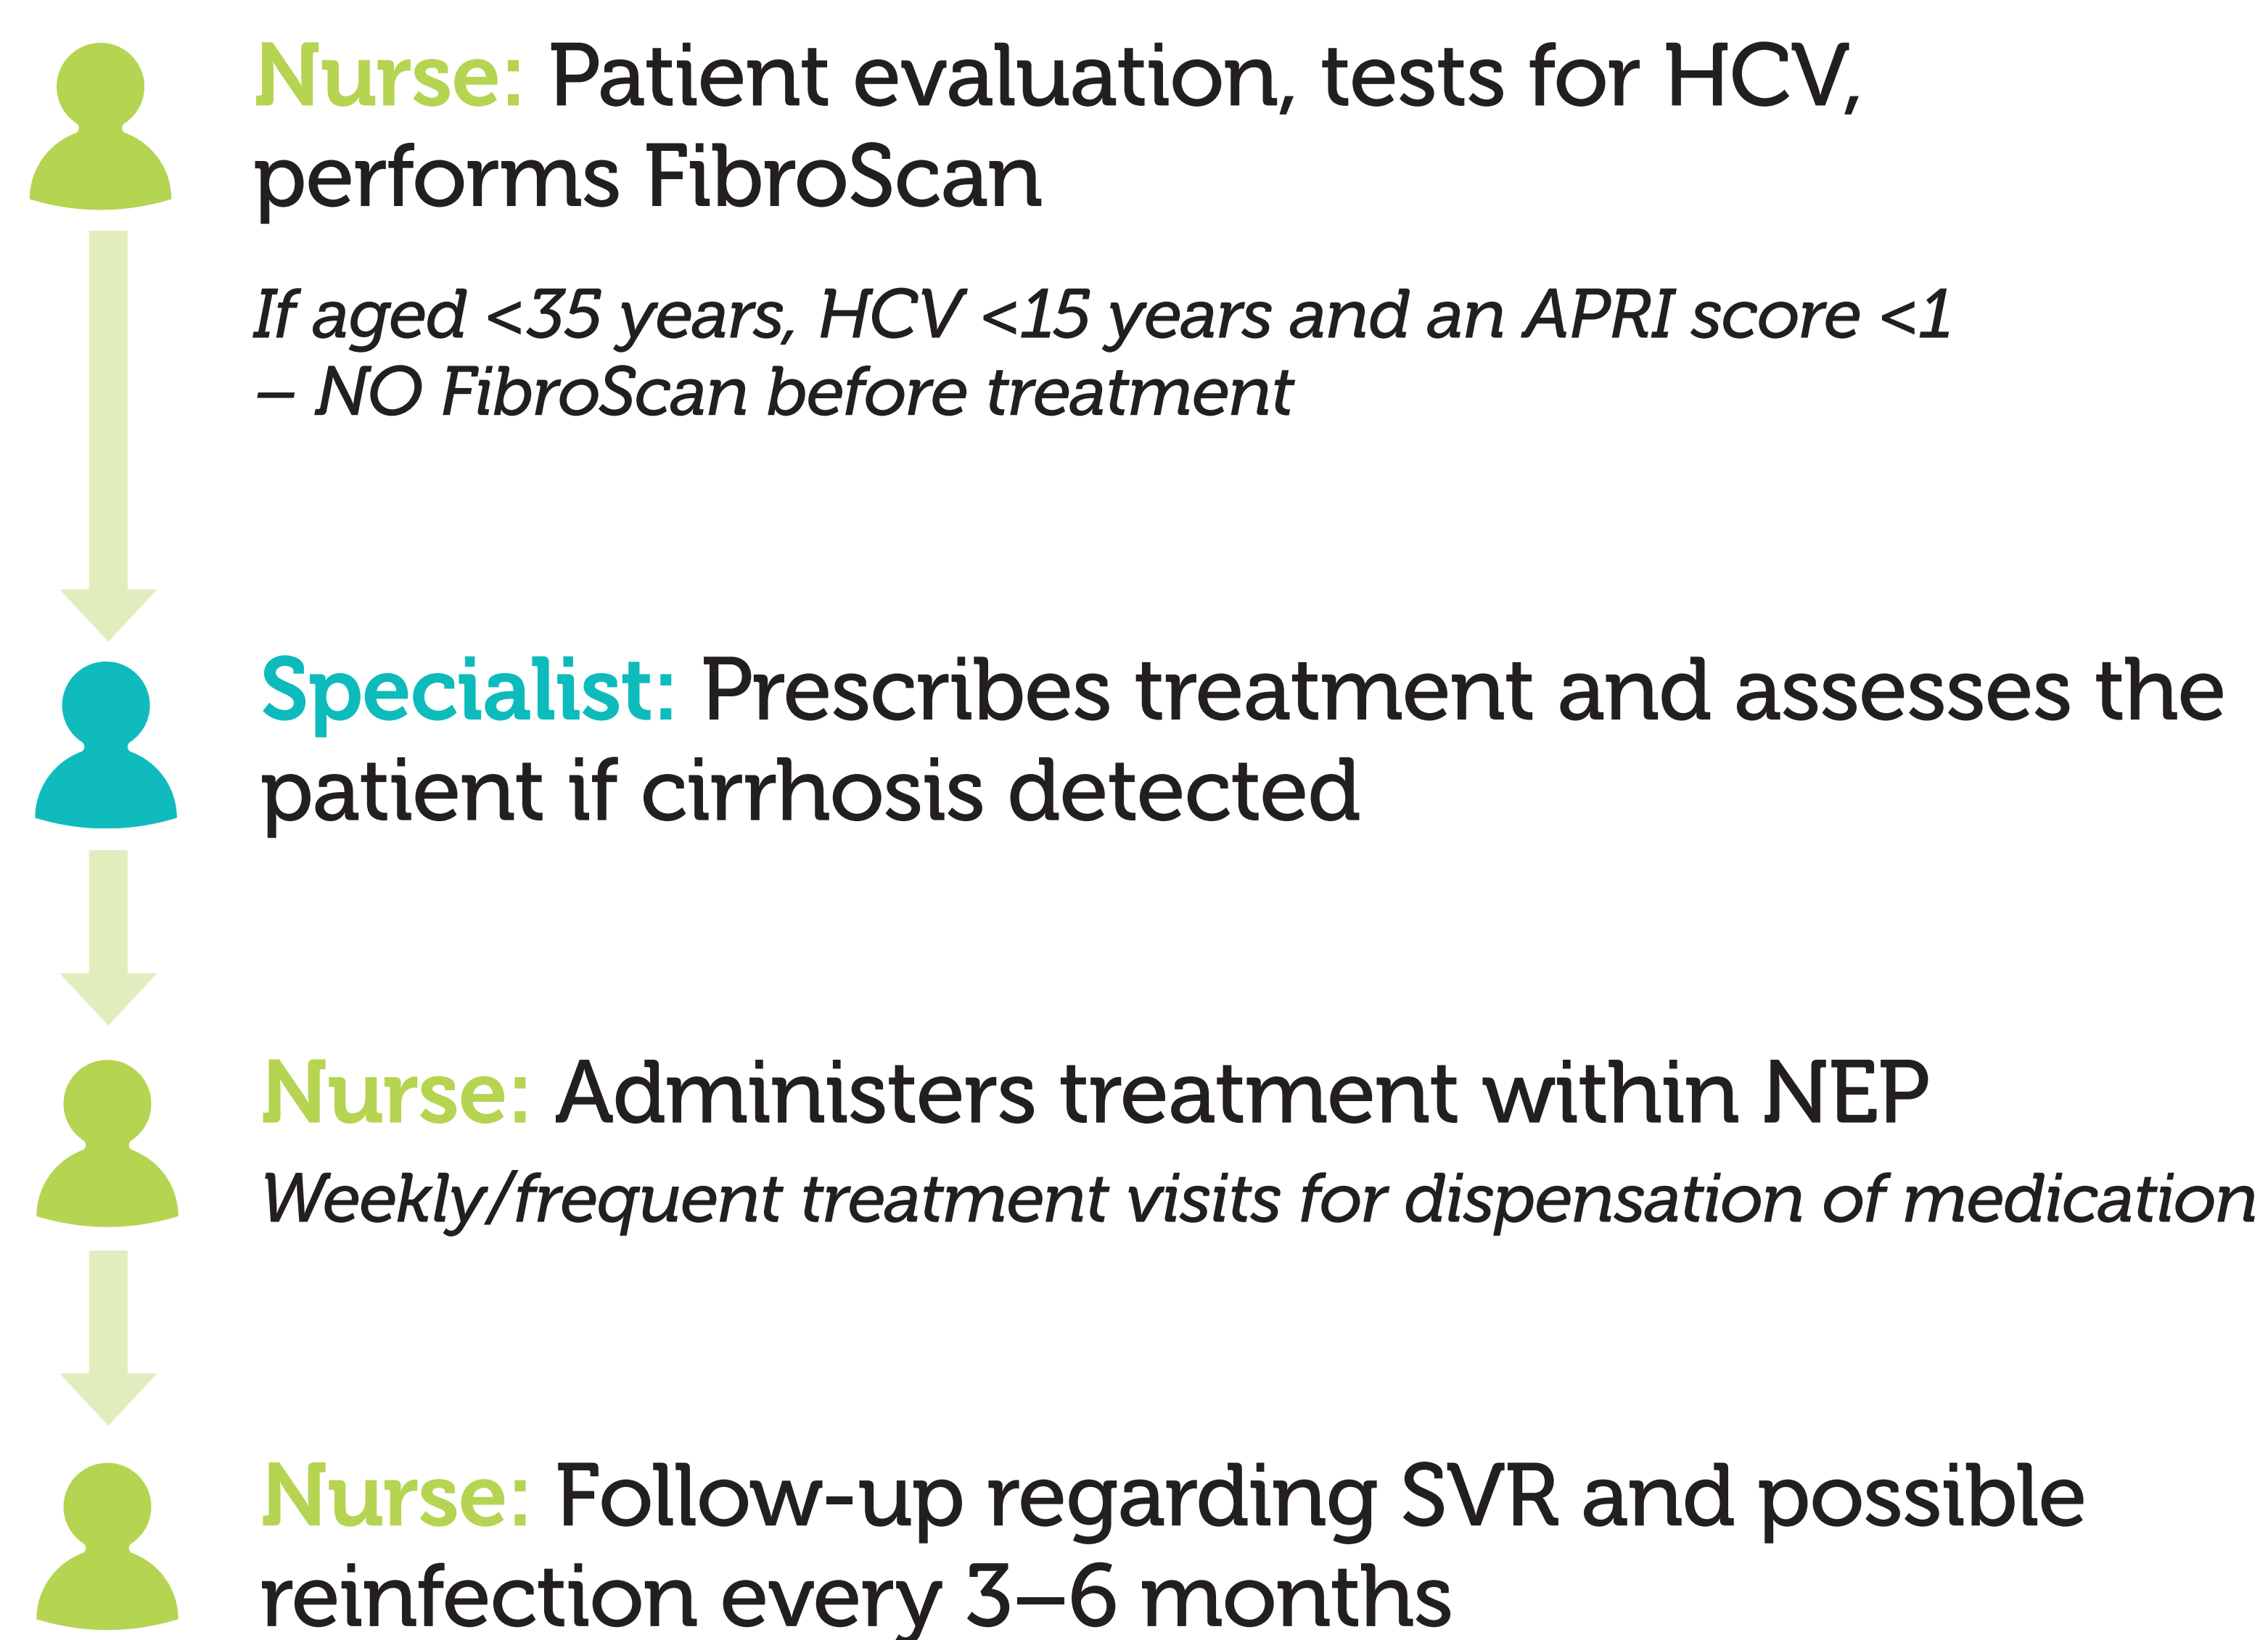 Nurse: Patient evaluation, tests for HCV,
performs FibroScan
If aged <35 years, HCV <15 years and an APRI score <1
– NO FibroScan before treatment
Specialist: Prescribes treatment and assesses the
patient if cirrhosis detected
Nurse: Administers treatment within NEP
Weekly/frequent treatment visits for dispensation of medication
Nurse: Follow-up regarding SVR and possible
reinfection every 3–6 months